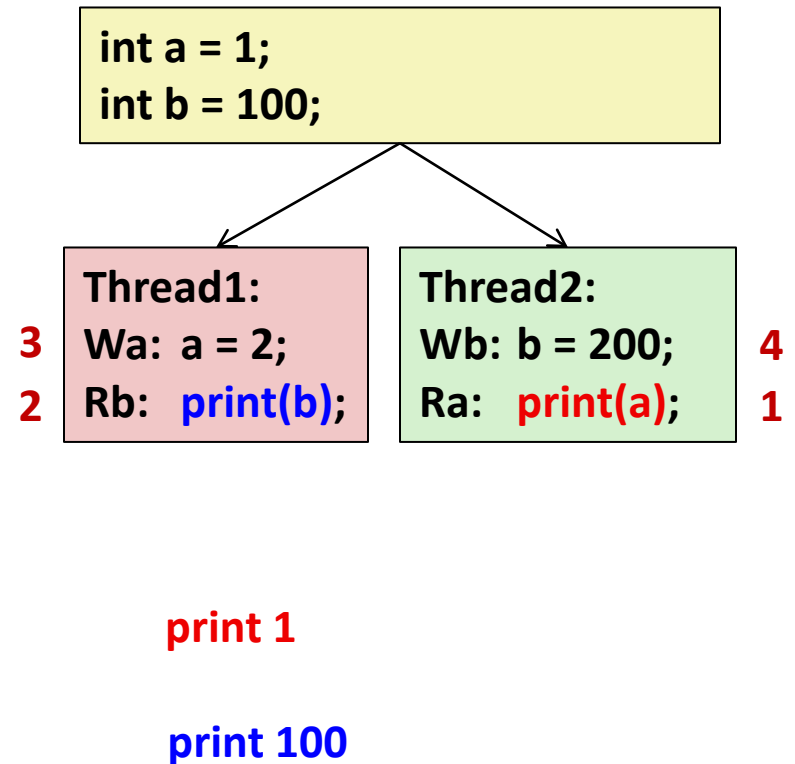 int a = 1;
int b = 100;
Thread1:
3 Wa: a = 2;
2 Rb: print(b);
Thread2:
Wb: b = 200; 4
Ra: print(a); 1
print 1
print 100